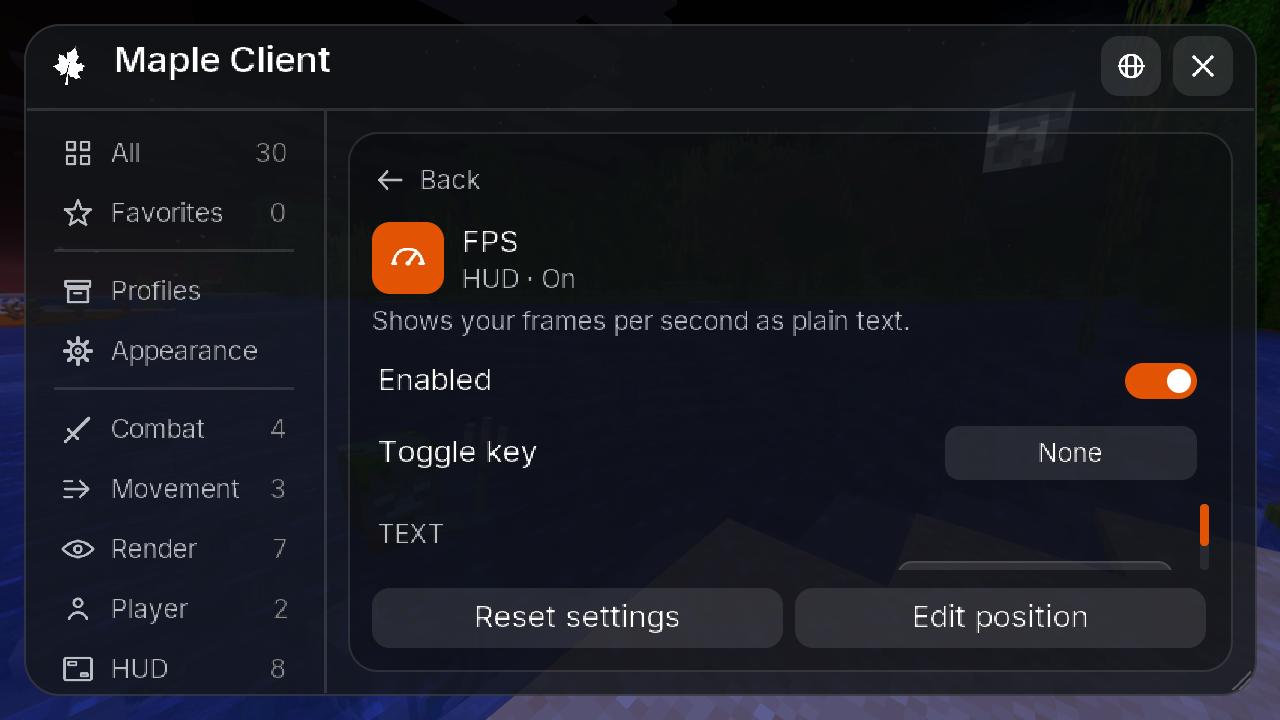 Maple Client
All 30
Favorites 0
Profiles
Appearance
Combat 4
Movement 3
Render 7
Player 2
HUD 8
Back
FPS
HUD · On
Shows your frames per second as plain text.
Enabled
Toggle key None
TEXT
Reset settings Edit position